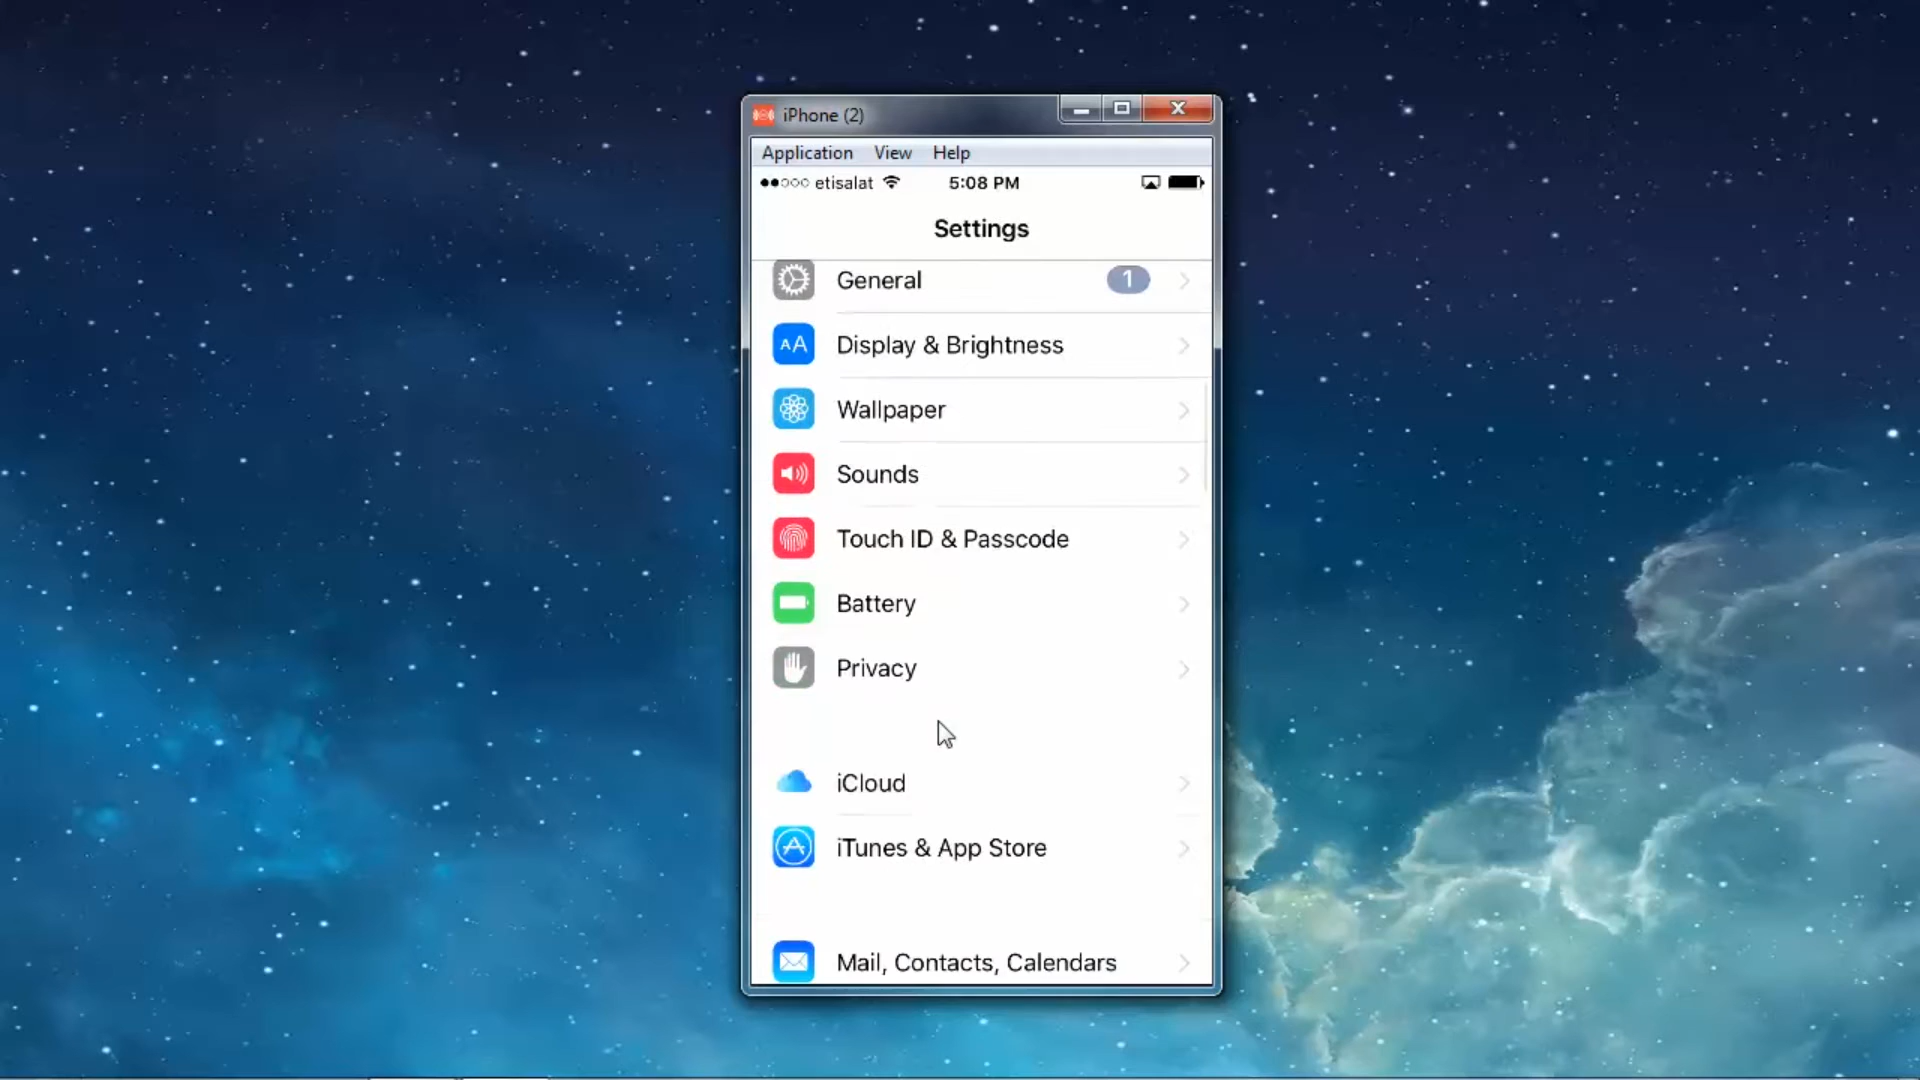 iPhone (2)
Application View Help
etisalat 5:08 PM
Settings
General 1
AA Display & Brightness
Wallpaper
Sounds
Touch ID & Passcode
Battery
Privacy
iCloud
iTunes & App Store
Mail, Contacts, Calendars